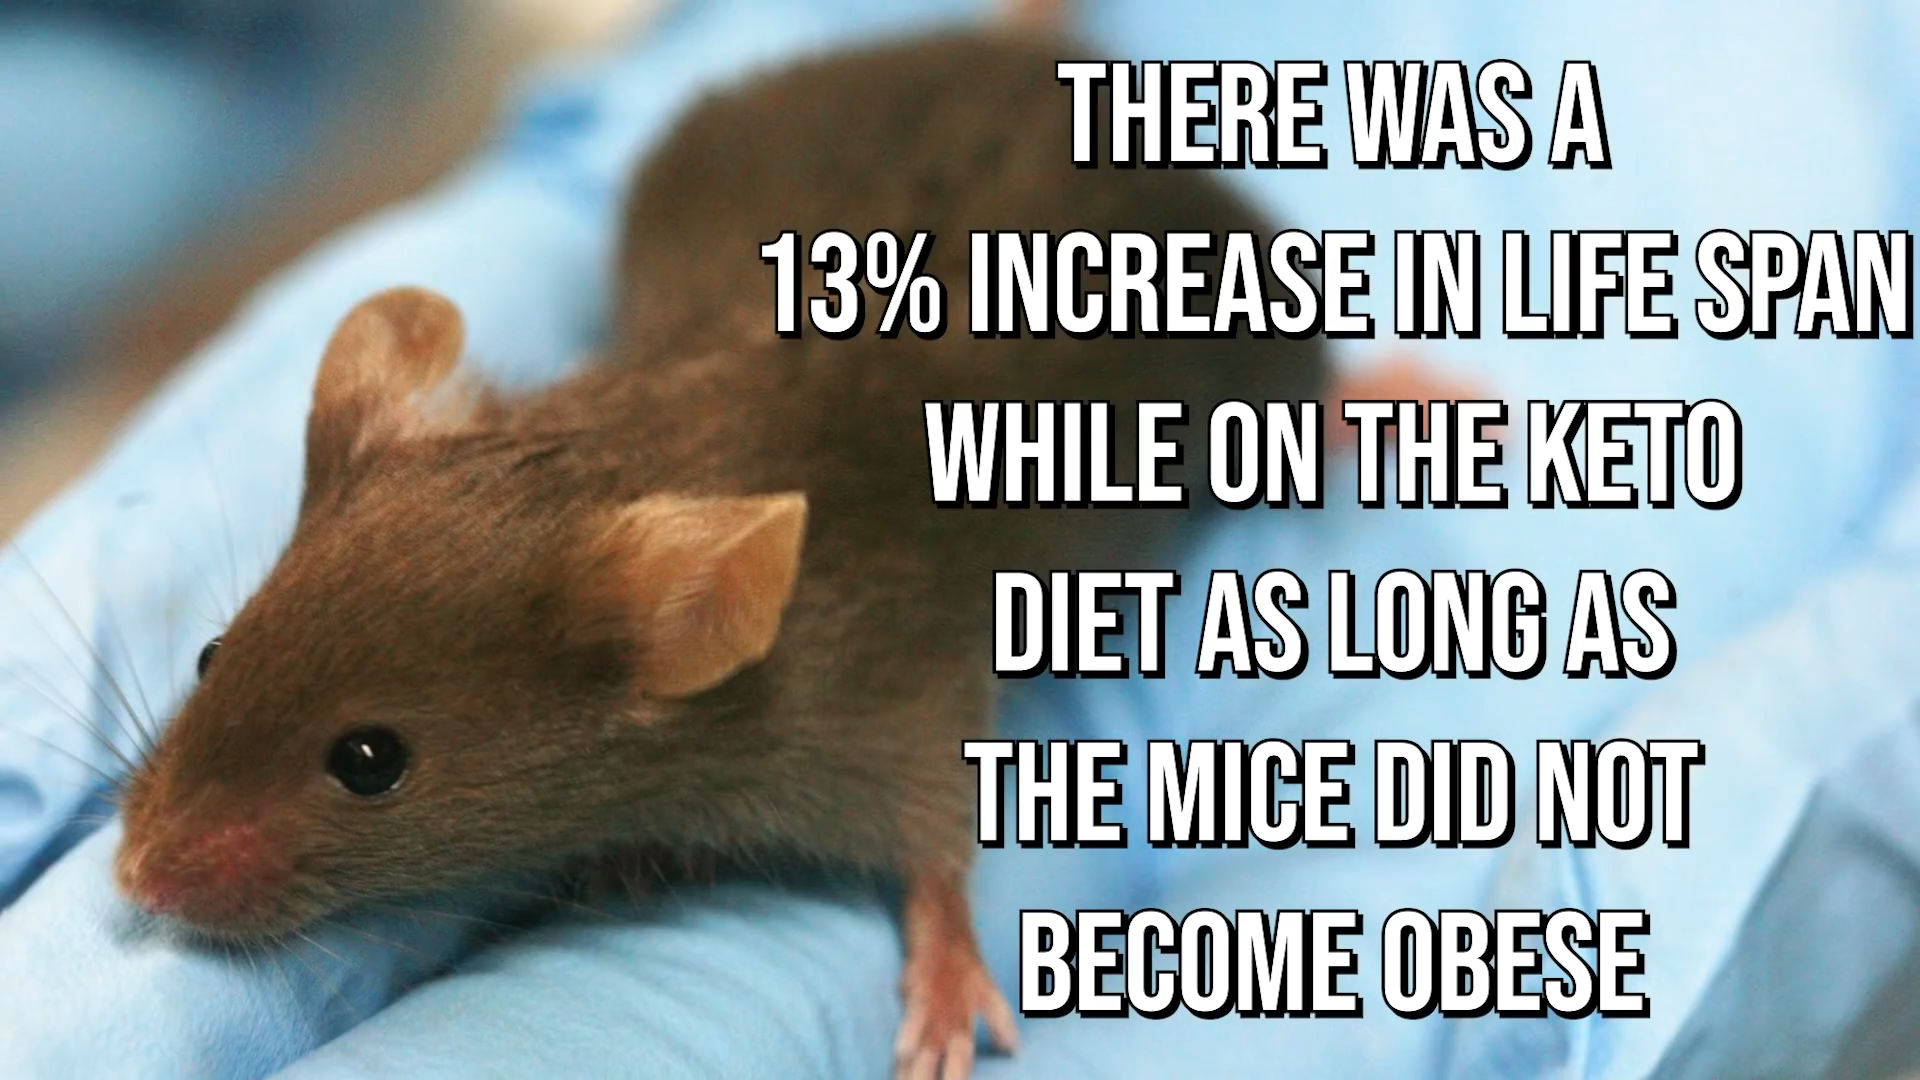 THERE WAS A
13% INCREASE IN LIFE SPAN
WHILE ON THE KETO
DIET AS LONG AS
THE MICE DID NOT
BECOME OBESE